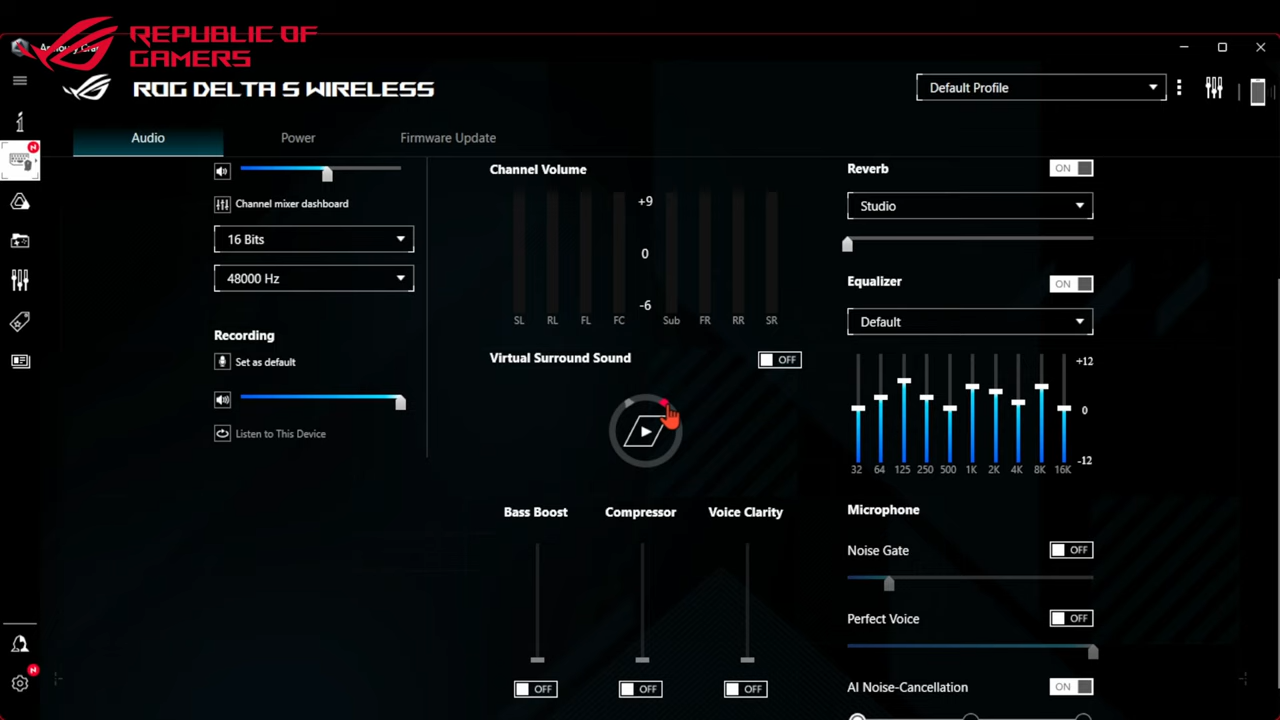 REPUBLIC OF
GAMERS
ROG DELTA S WIRELESS
Default Profile
Audio
Power
Firmware Update
Channel mixer dashboard
16 Bits
48000 Hz
Recording
Set as default
Listen to This Device
Channel Volume
+9
0
-6
SL RL FL FC Sub FR RR SR
Virtual Surround Sound
OFF
Bass Boost
Compressor
Voice Clarity
OFF
OFF
OFF
Reverb
ON
Studio
Equalizer
ON
Default
+12
0
-12
32 64 125 250 500 1K 2K 4K 8K 16K
Microphone
Noise Gate
OFF
Perfect Voice
OFF
AI Noise-Cancellation
ON
N
N